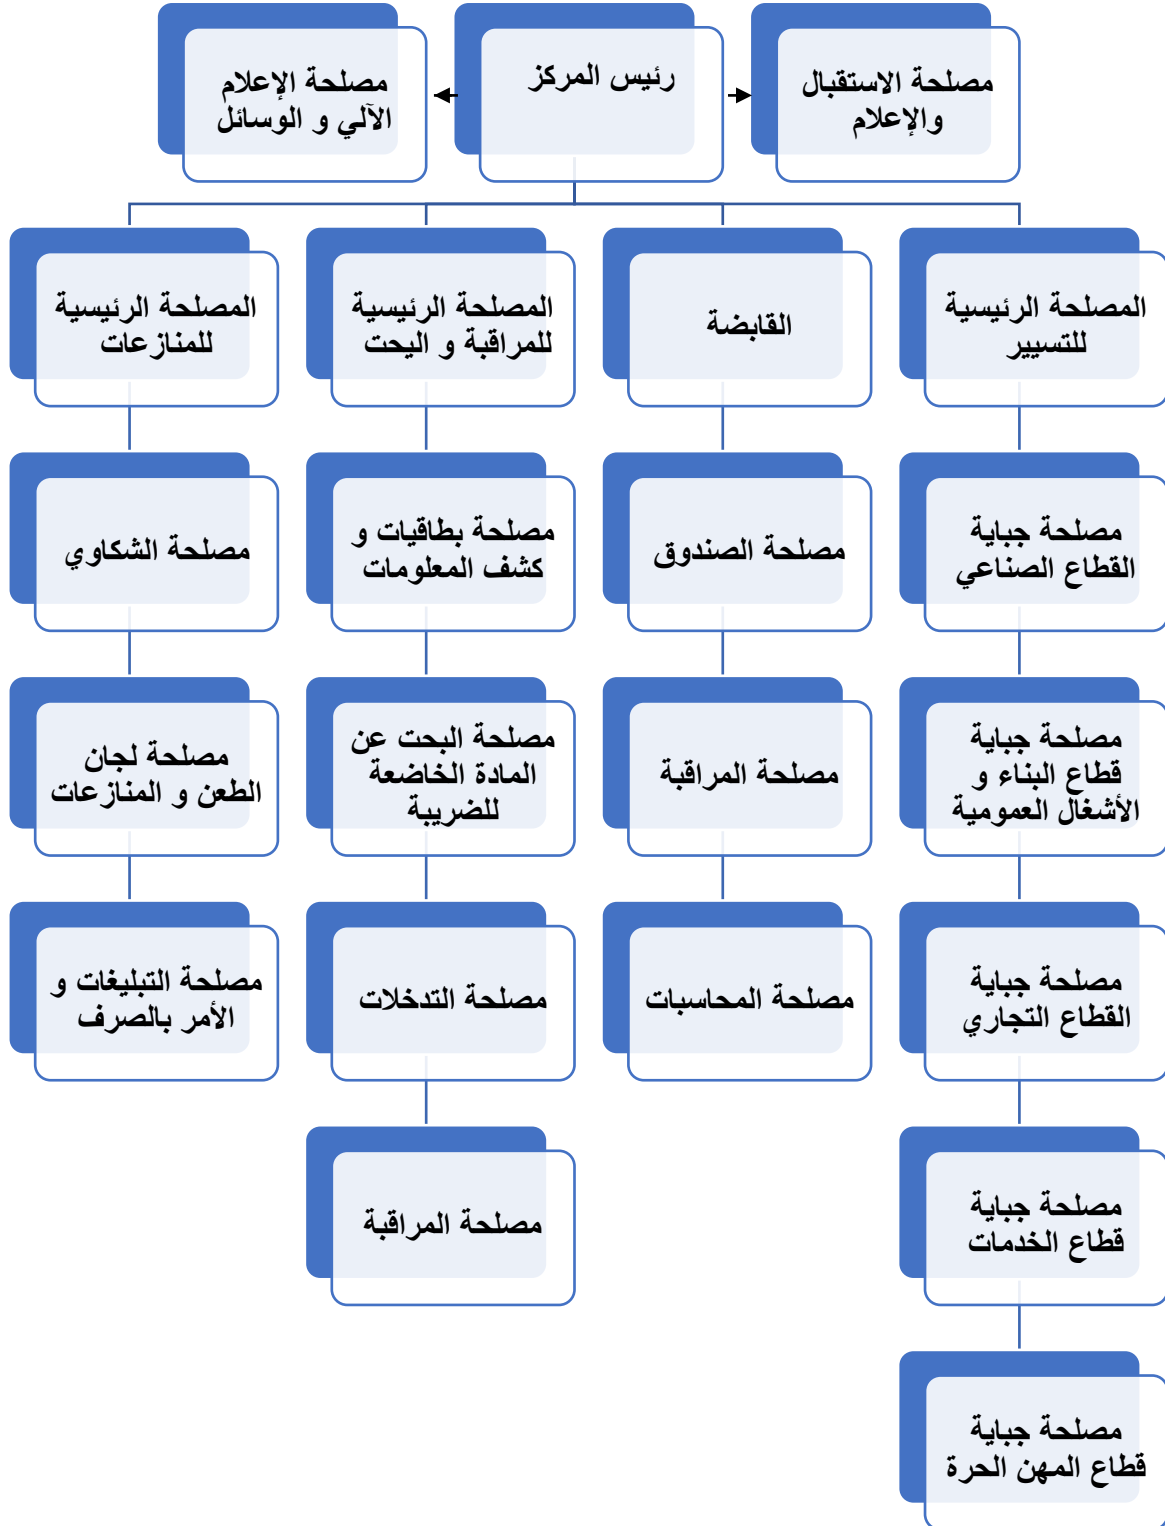 مصلحة الاستقبال
والإعلام
رئيس المركز
مصلحة الإعلام
الآلي و الوسائل
المصلحة الرئيسية
للتسيير
القابضة
المصلحة الرئيسية
للمراقبة و اليحت
المصلحة الرئيسية
للمنازعات
مصلحة جباية
القطاع الصناعي
مصلحة الصندوق
مصلحة بطاقيات و
كشف المعلومات
مصلحة الشكاوي
مصلحة جباية
قطاع البناء و
الأشغال العمومية
مصلحة المراقبة
مصلحة البحت عن
المادة الخاضعة
للضريبة
مصلحة لجان
الطعن و المنازعات
مصلحة جباية
القطاع التجاري
مصلحة المحاسبات
مصلحة التدخلات
مصلحة التبليغات و
الأمر بالصرف
مصلحة جباية
قطاع الخدمات
مصلحة المراقبة
مصلحة جباية
قطاع المهن الحرة